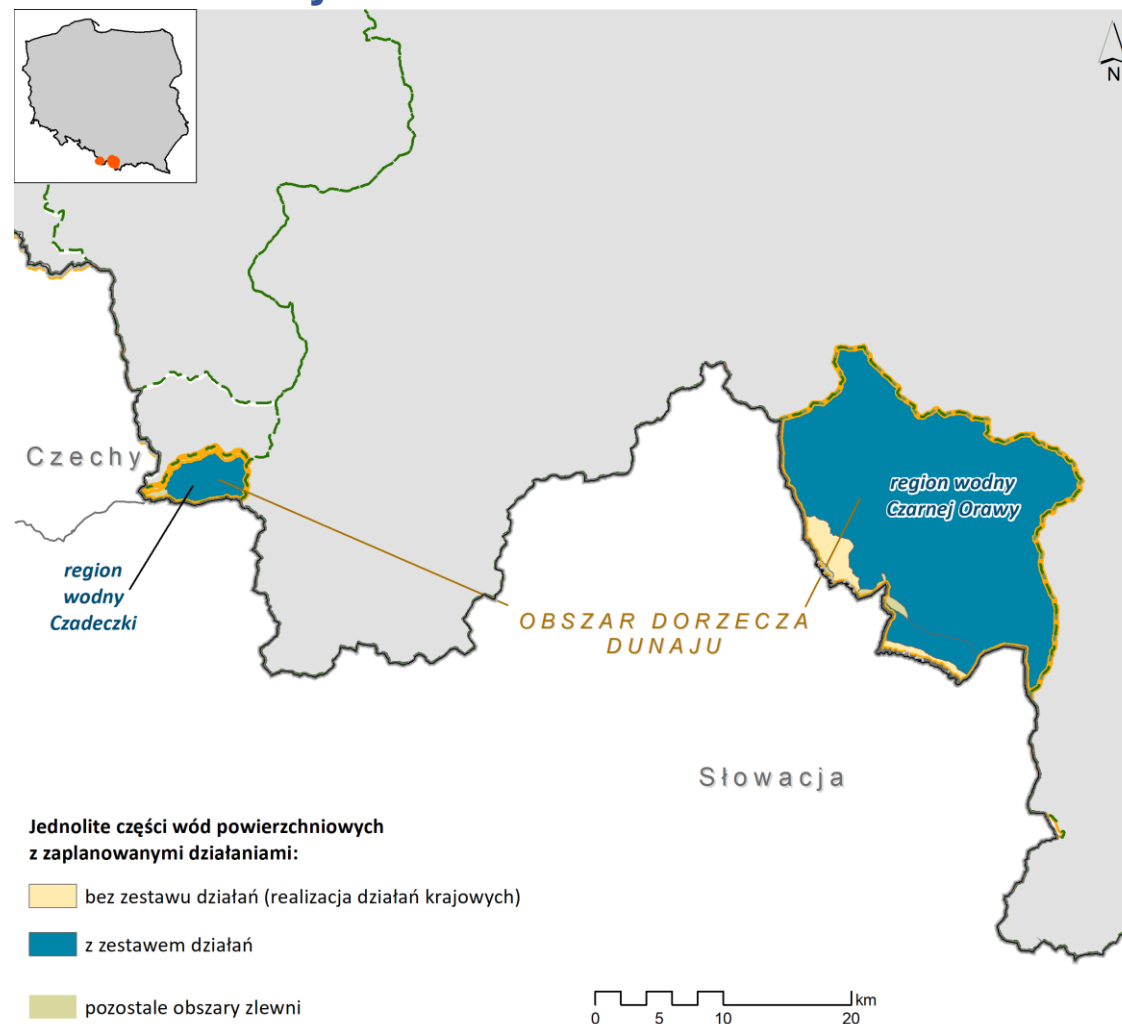 N
Czechy
region wodny
Czarnej Orawy
region
wodny
Czadeczki
OBSZAR DORZECZA
DUNAJU
Słowacja
Jednolite części wód powierzchniowych
z zaplanowanymi działaniami:
bez zestawu działań (realizacja działań krajowych)
z zestawem działań
pozostałe obszary zlewni
km
0 5 10 20